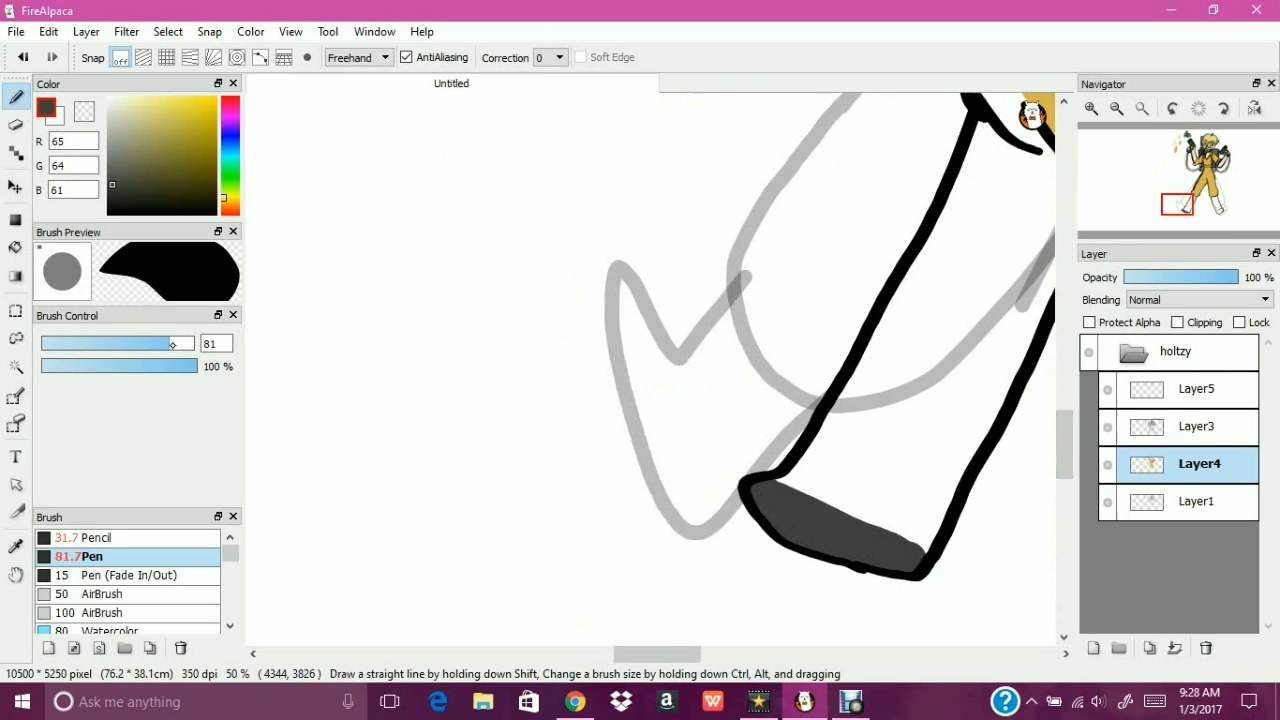 FireAlpaca
File Edit Layer Filter Select Snap Color View Tool Window Help
Snap off Freehand AntiAliasing Correction 0 Soft Edge
Color
Untitled
Navigator
R 65
G 64
B 61
Brush Preview
*
Brush Control
81
100 %
Layer
Opacity 100 %
Blending Normal
Protect Alpha Clipping Lock
holtzy
Layer5
Layer3
Layer4
Layer1
Brush
31.7 Pencil
81.7 Pen
15 Pen (Fade In/Out)
50 AirBrush
100 AirBrush
80 Watercolor
10500 * 5250 pixel (76.2 * 38.1cm) 350 dpi 50 % ( 4344, 3826 ) Draw a straight line by holding down Shift, Change a brush size by holding down Ctrl, Alt, and dragging
Ask me anything
9:28 AM
1/3/2017